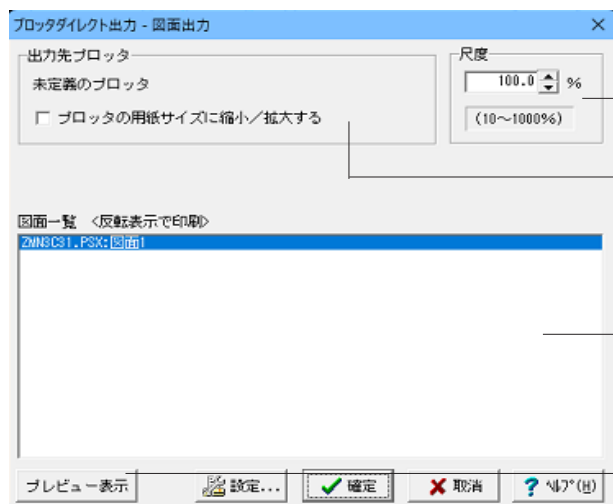 プロッタダイレクト出力 - 図面出力
出力先プロッタ
未定義のプロッタ
プロッタの用紙サイズに縮小／拡大する
尺度
100.0 %
(10～1000%)
図面一覧 <反転表示で印刷>
ZWN3C31.PSX:図面1
プレビュー表示
設定...
確定
取消
ﾍﾙﾌﾟ(H)